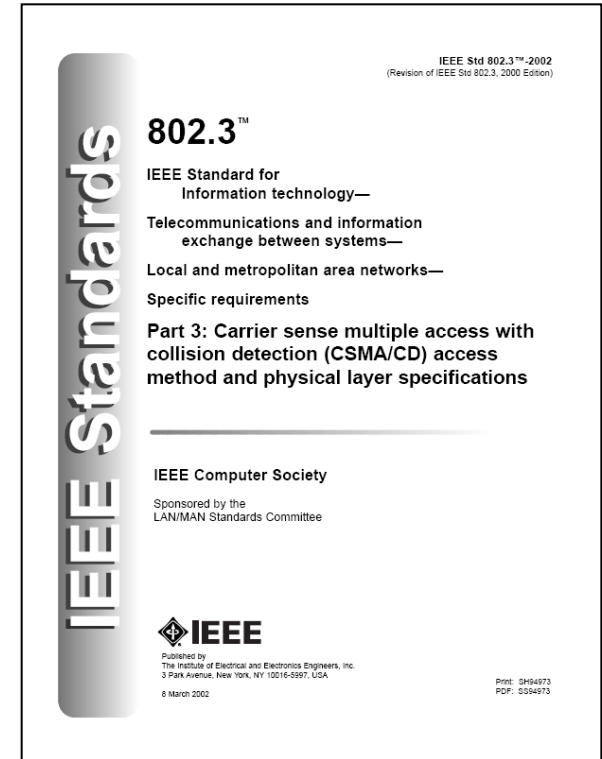 IEEE Std 802.3™-2002
(Revision of IEEE Std 802.3, 2000 Edition)
IEEE Standards
802.3™
IEEE Standard for
Information technology—
Telecommunications and information
exchange between systems—
Local and metropolitan area networks—
Specific requirements
Part 3: Carrier sense multiple access with
collision detection (CSMA/CD) access
method and physical layer specifications
IEEE Computer Society
Sponsored by the
LAN/MAN Standards Committee
IEEE
Published by
The Institute of Electrical and Electronics Engineers, Inc.
3 Park Avenue, New York, NY 10016-5997, USA
8 March 2002
Print: SH94973
PDF: SS94973